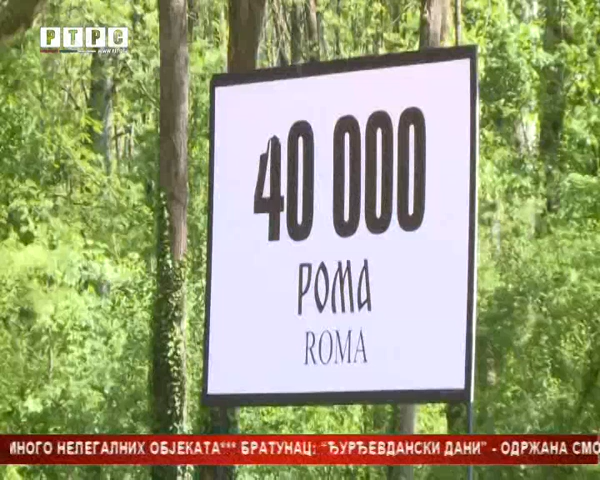 РТРС
40 000
РОМА
ROMA
ИНОГО НЕЛЕГАЛНИХ ОБЈЕКАТА*** БРАТУНАЦ: "ЂУРЂЕВДАНСКИ ДАНИ" - ОДРЖАНА СМО